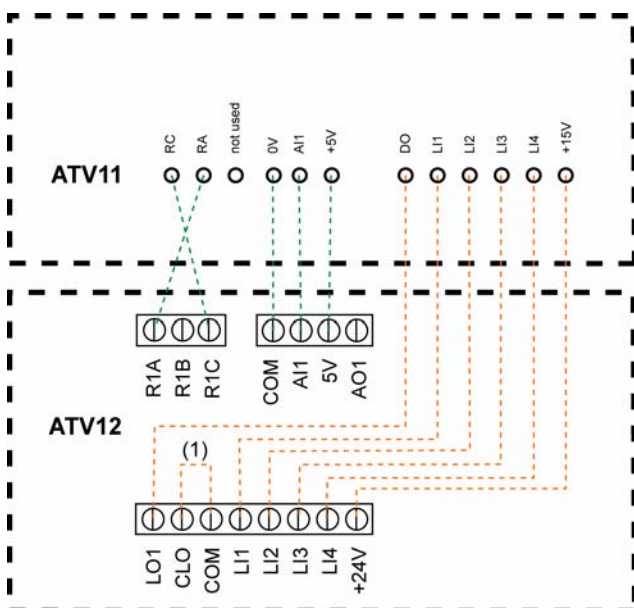 RC RA not used 0V AI1 +5V DO LI1 LI2 LI3 LI4 +15V
ATV11
R1A R1B R1C COM AI1 5V AO1
ATV12
(1)
LO1 CLO COM LI1 LI2 LI3 LI4 +24V